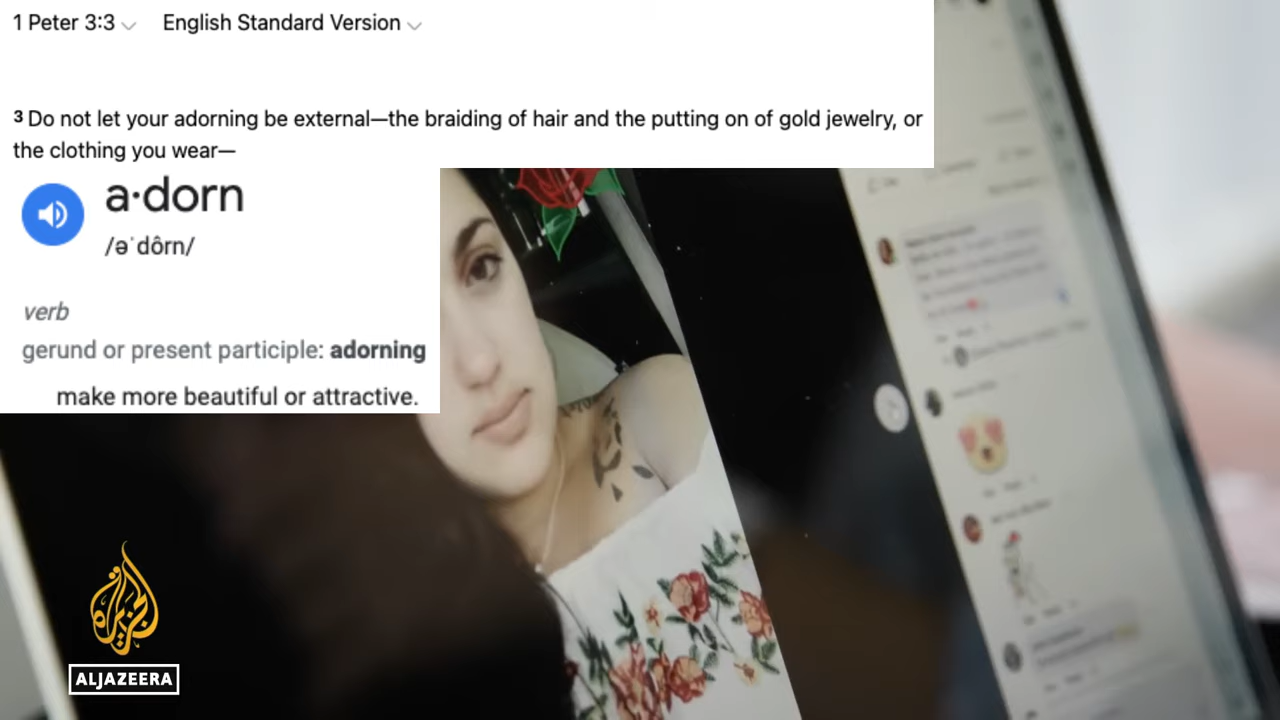 1 Peter 3:3 English Standard Version
3 Do not let your adorning be external—the braiding of hair and the putting on of gold jewelry, or
the clothing you wear—
a·dorn
/əˈdôrn/
verb
gerund or present participle: adorning
make more beautiful or attractive.
الجزيرة
ALJAZEERA